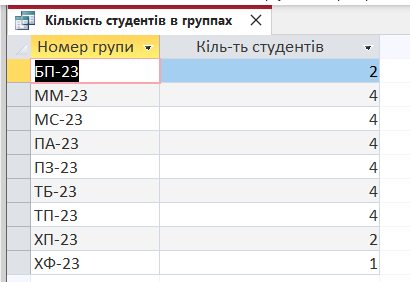 Кількість студентів в группах
Номер групи Кіль-ть студентів
БП-23 2
ММ-23 4
МС-23 4
ПА-23 4
ПЗ-23 4
ТБ-23 4
ТП-23 4
ХП-23 2
ХФ-23 1